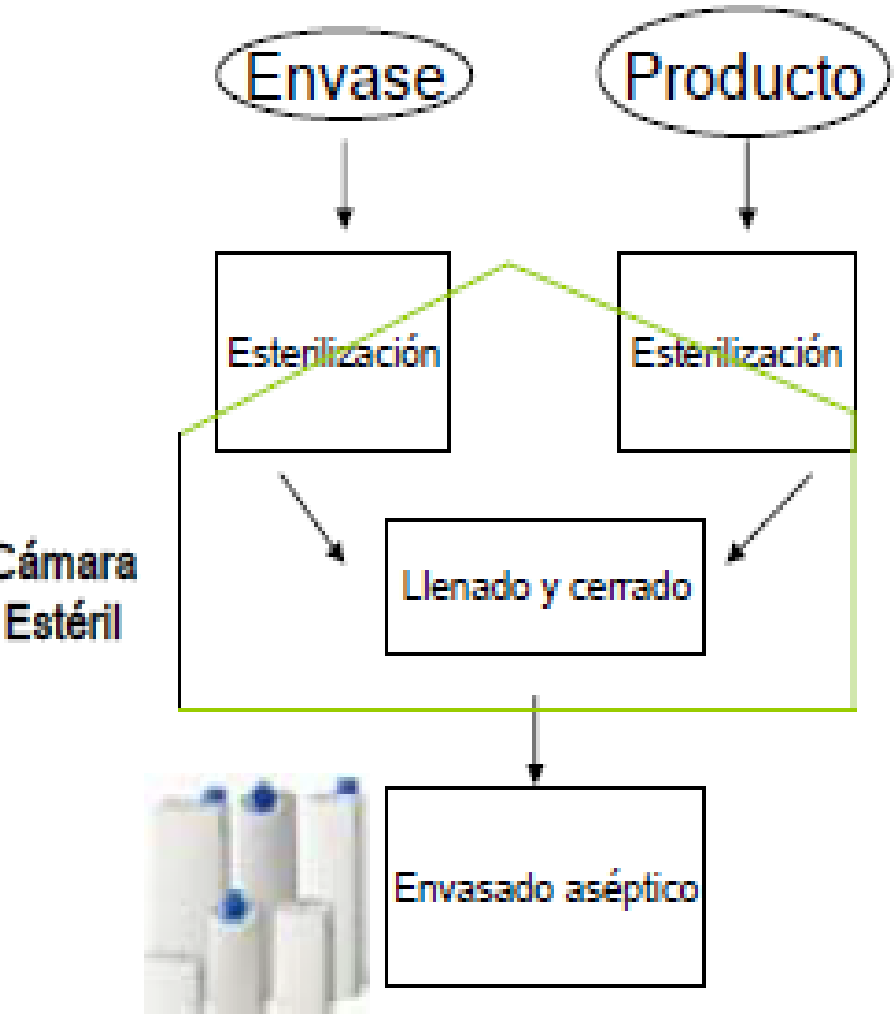 Envase
Producto
Esterilización
Esterilización
Cámara
Estéril
Llenado y cerrado
Envasado aséptico